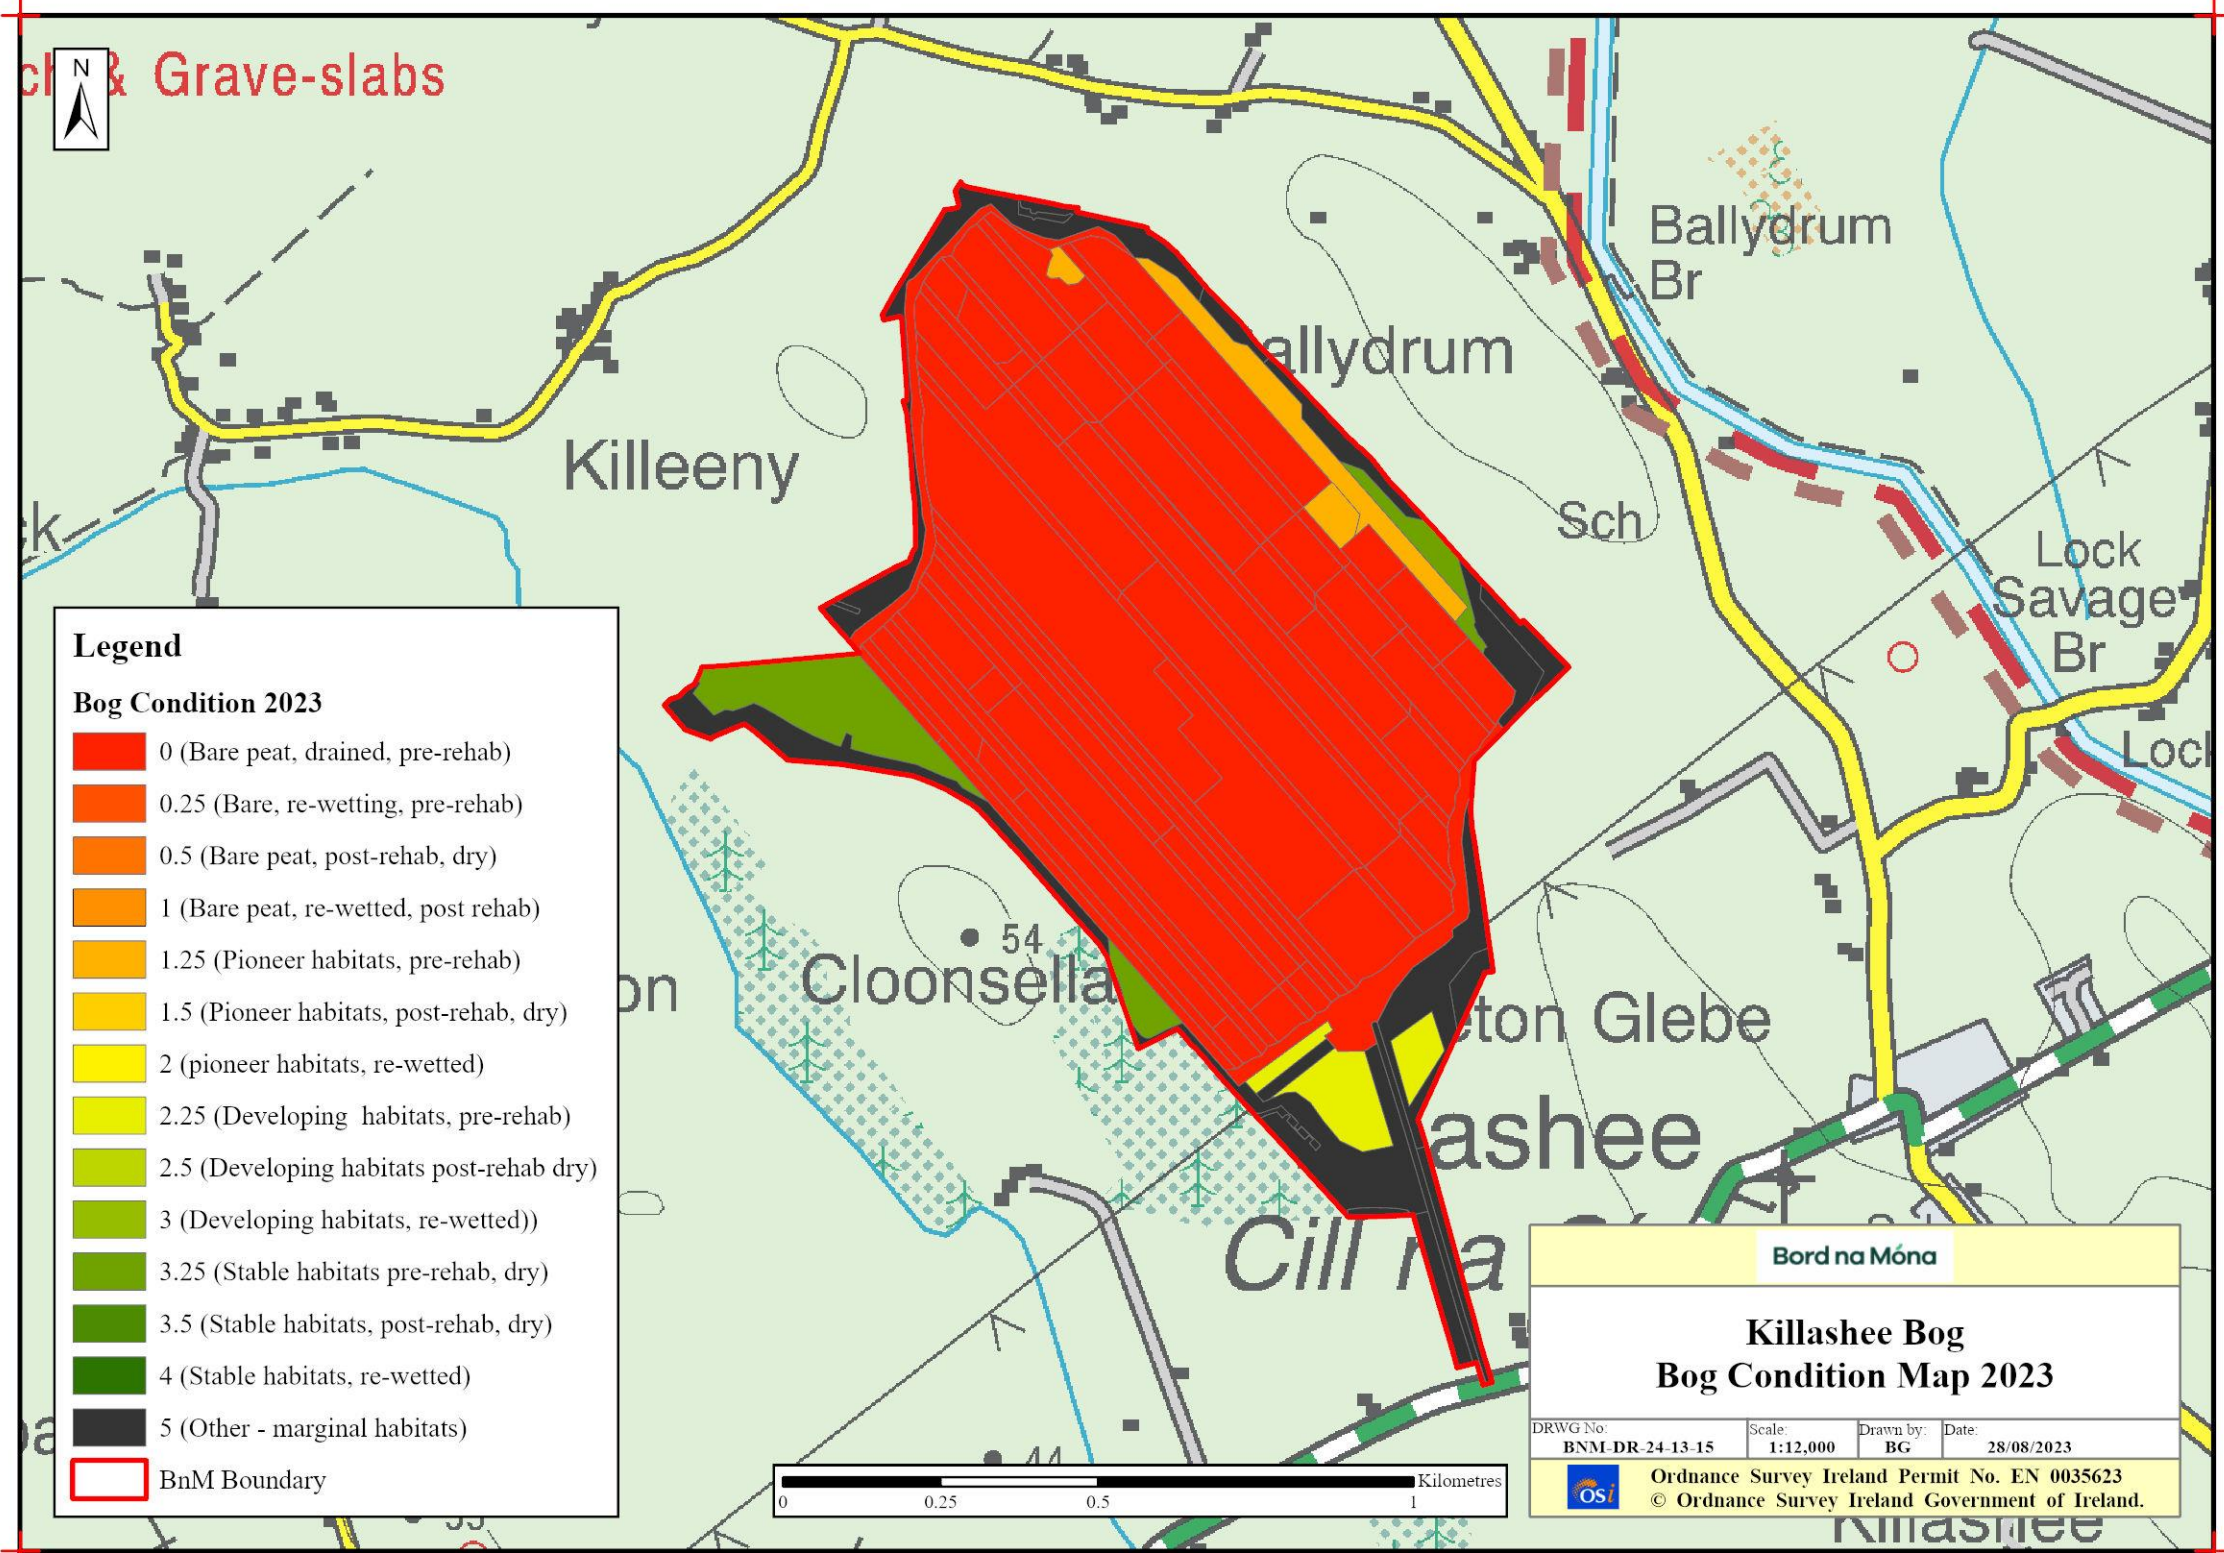 N
& Grave-slabs
Ballydrum
Br
allydrum
Killeeny
Sch
Lock
Savage
Br
Lock
54
Cloonsella
on
ton Glebe
ashee
Cill na
44
Killashee
Legend
Bog Condition 2023
0 (Bare peat, drained, pre-rehab)
0.25 (Bare, re-wetting, pre-rehab)
0.5 (Bare peat, post-rehab, dry)
1 (Bare peat, re-wetted, post rehab)
1.25 (Pioneer habitats, pre-rehab)
1.5 (Pioneer habitats, post-rehab, dry)
2 (pioneer habitats, re-wetted)
2.25 (Developing  habitats, pre-rehab)
2.5 (Developing habitats post-rehab dry)
3 (Developing habitats, re-wetted))
3.25 (Stable habitats pre-rehab, dry)
3.5 (Stable habitats, post-rehab, dry)
4 (Stable habitats, re-wetted)
5 (Other - marginal habitats)
BnM Boundary
Kilometres
0 0.25 0.5 1
Bord na Móna
Killashee Bog
Bog Condition Map 2023
DRWG No: Scale: Drawn by: Date:
BNM-DR-24-13-15 1:12,000 BG 28/08/2023
OSi
Ordnance Survey Ireland Permit No. EN 0035623
© Ordnance Survey Ireland Government of Ireland.